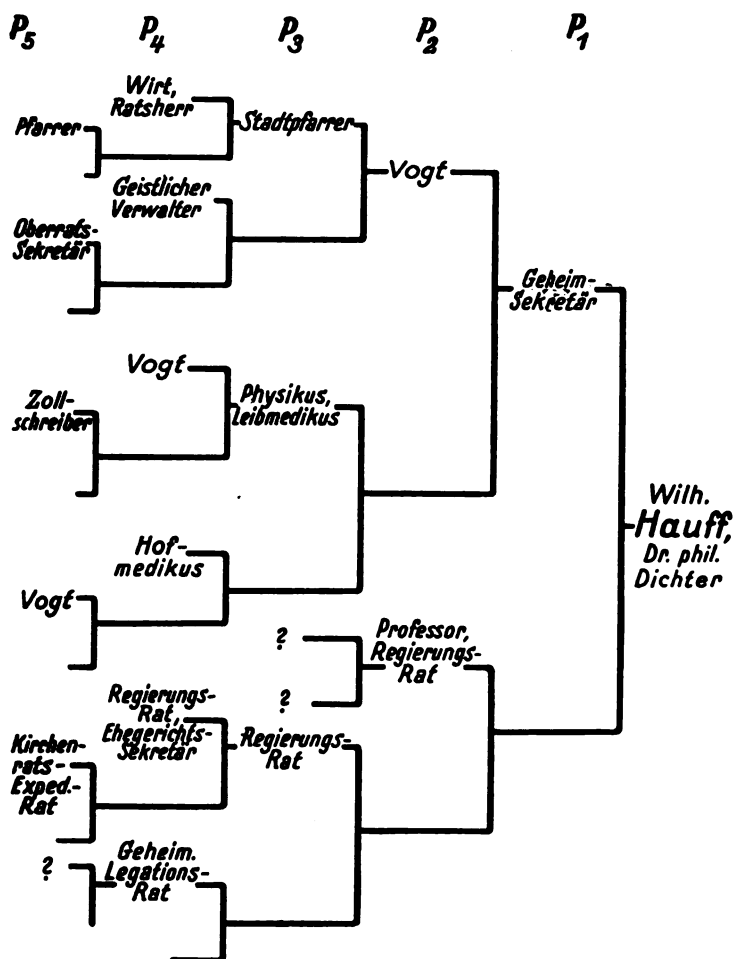 P5 P4 P3 P2 P1
Wirt,
Ratsherr
Pfarrer
Stadtpfarrer
Vogt
Geistlicher
Verwalter
Oberrats-
Sekretär
Geheim-
Sekretär
Vogt
Zoll-
schreiber
Physikus,
Leibmedikus
Wilh.
Hauff,
Dr. phil.
Dichter
Hof-
medikus
Vogt
?
Professor,
Regierungs-
Rat
?
Regierungs-
Rat,
Ehegerichts-
Sekretär
Regierungs-
Rat
Kirchen-
rats-
Exped.-
Rat
?
Geheim.
Legations-
Rat